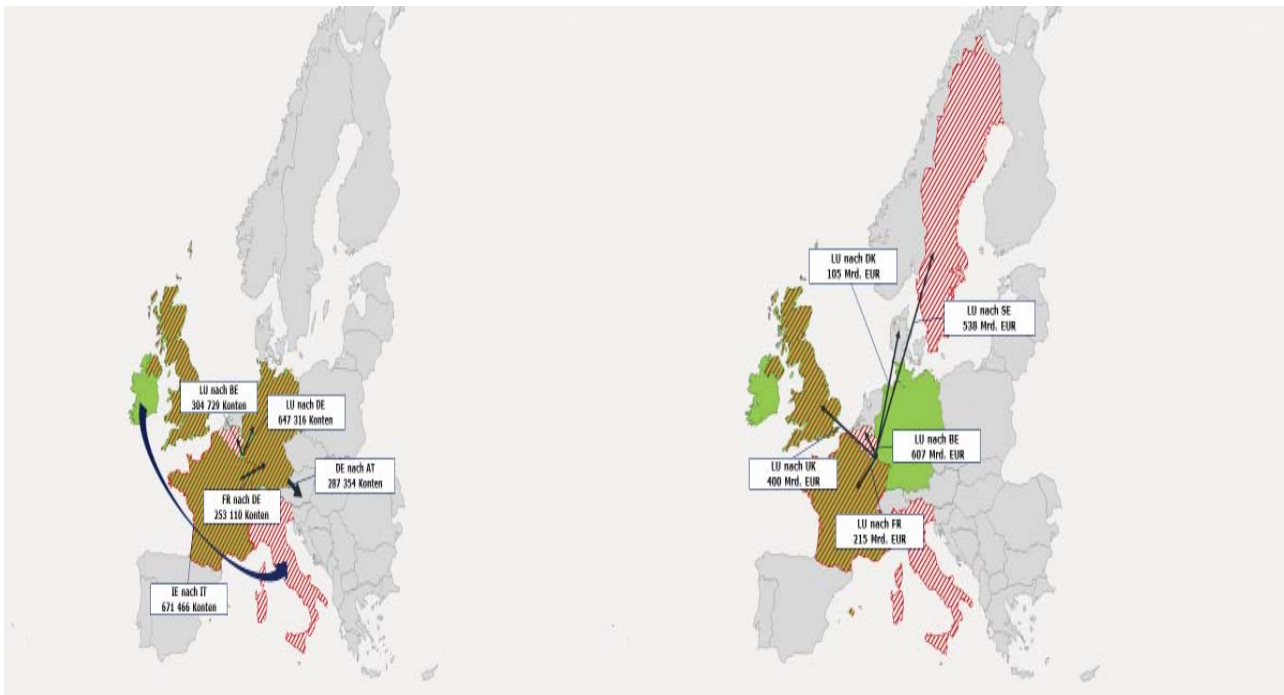 LU nach BE
304 729 Konten
LU nach DE
647 316 Konten
DE nach AT
287 354 Konten
FR nach DE
253 110 Konten
IE nach IT
671 466 Konten
LU nach DK
105 Mrd. EUR
LU nach SE
538 Mrd. EUR
LU nach BE
607 Mrd. EUR
LU nach UK
400 Mrd. EUR
LU nach FR
215 Mrd. EUR